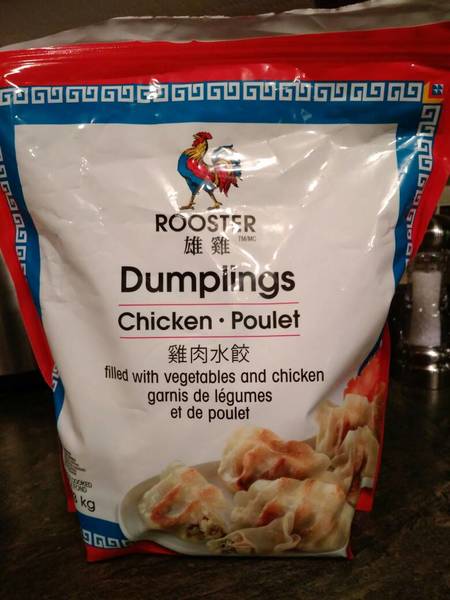 ROOSTER
雄雞 TM/MC
Dumplings
Chicken • Poulet
雞肉水餃
filled with vegetables and chicken
garnis de légumes
et de poulet
kg